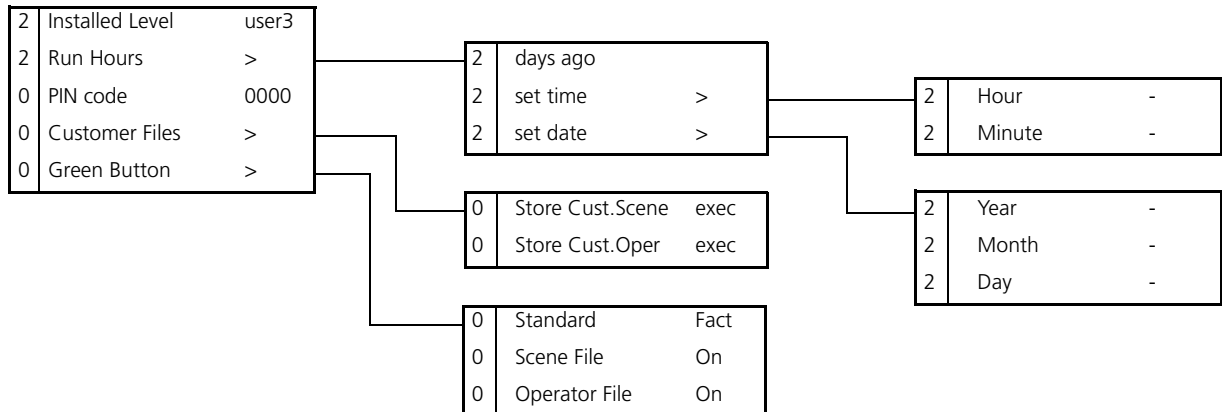 2 Installed Level user3
2 Run Hours >
0 PIN code 0000
0 Customer Files >
0 Green Button >
2 days ago
2 set time >
2 set date >
0 Store Cust.Scene exec
0 Store Cust.Oper exec
0 Standard Fact
0 Scene File On
0 Operator File On
2 Hour -
2 Minute -
2 Year -
2 Month -
2 Day -